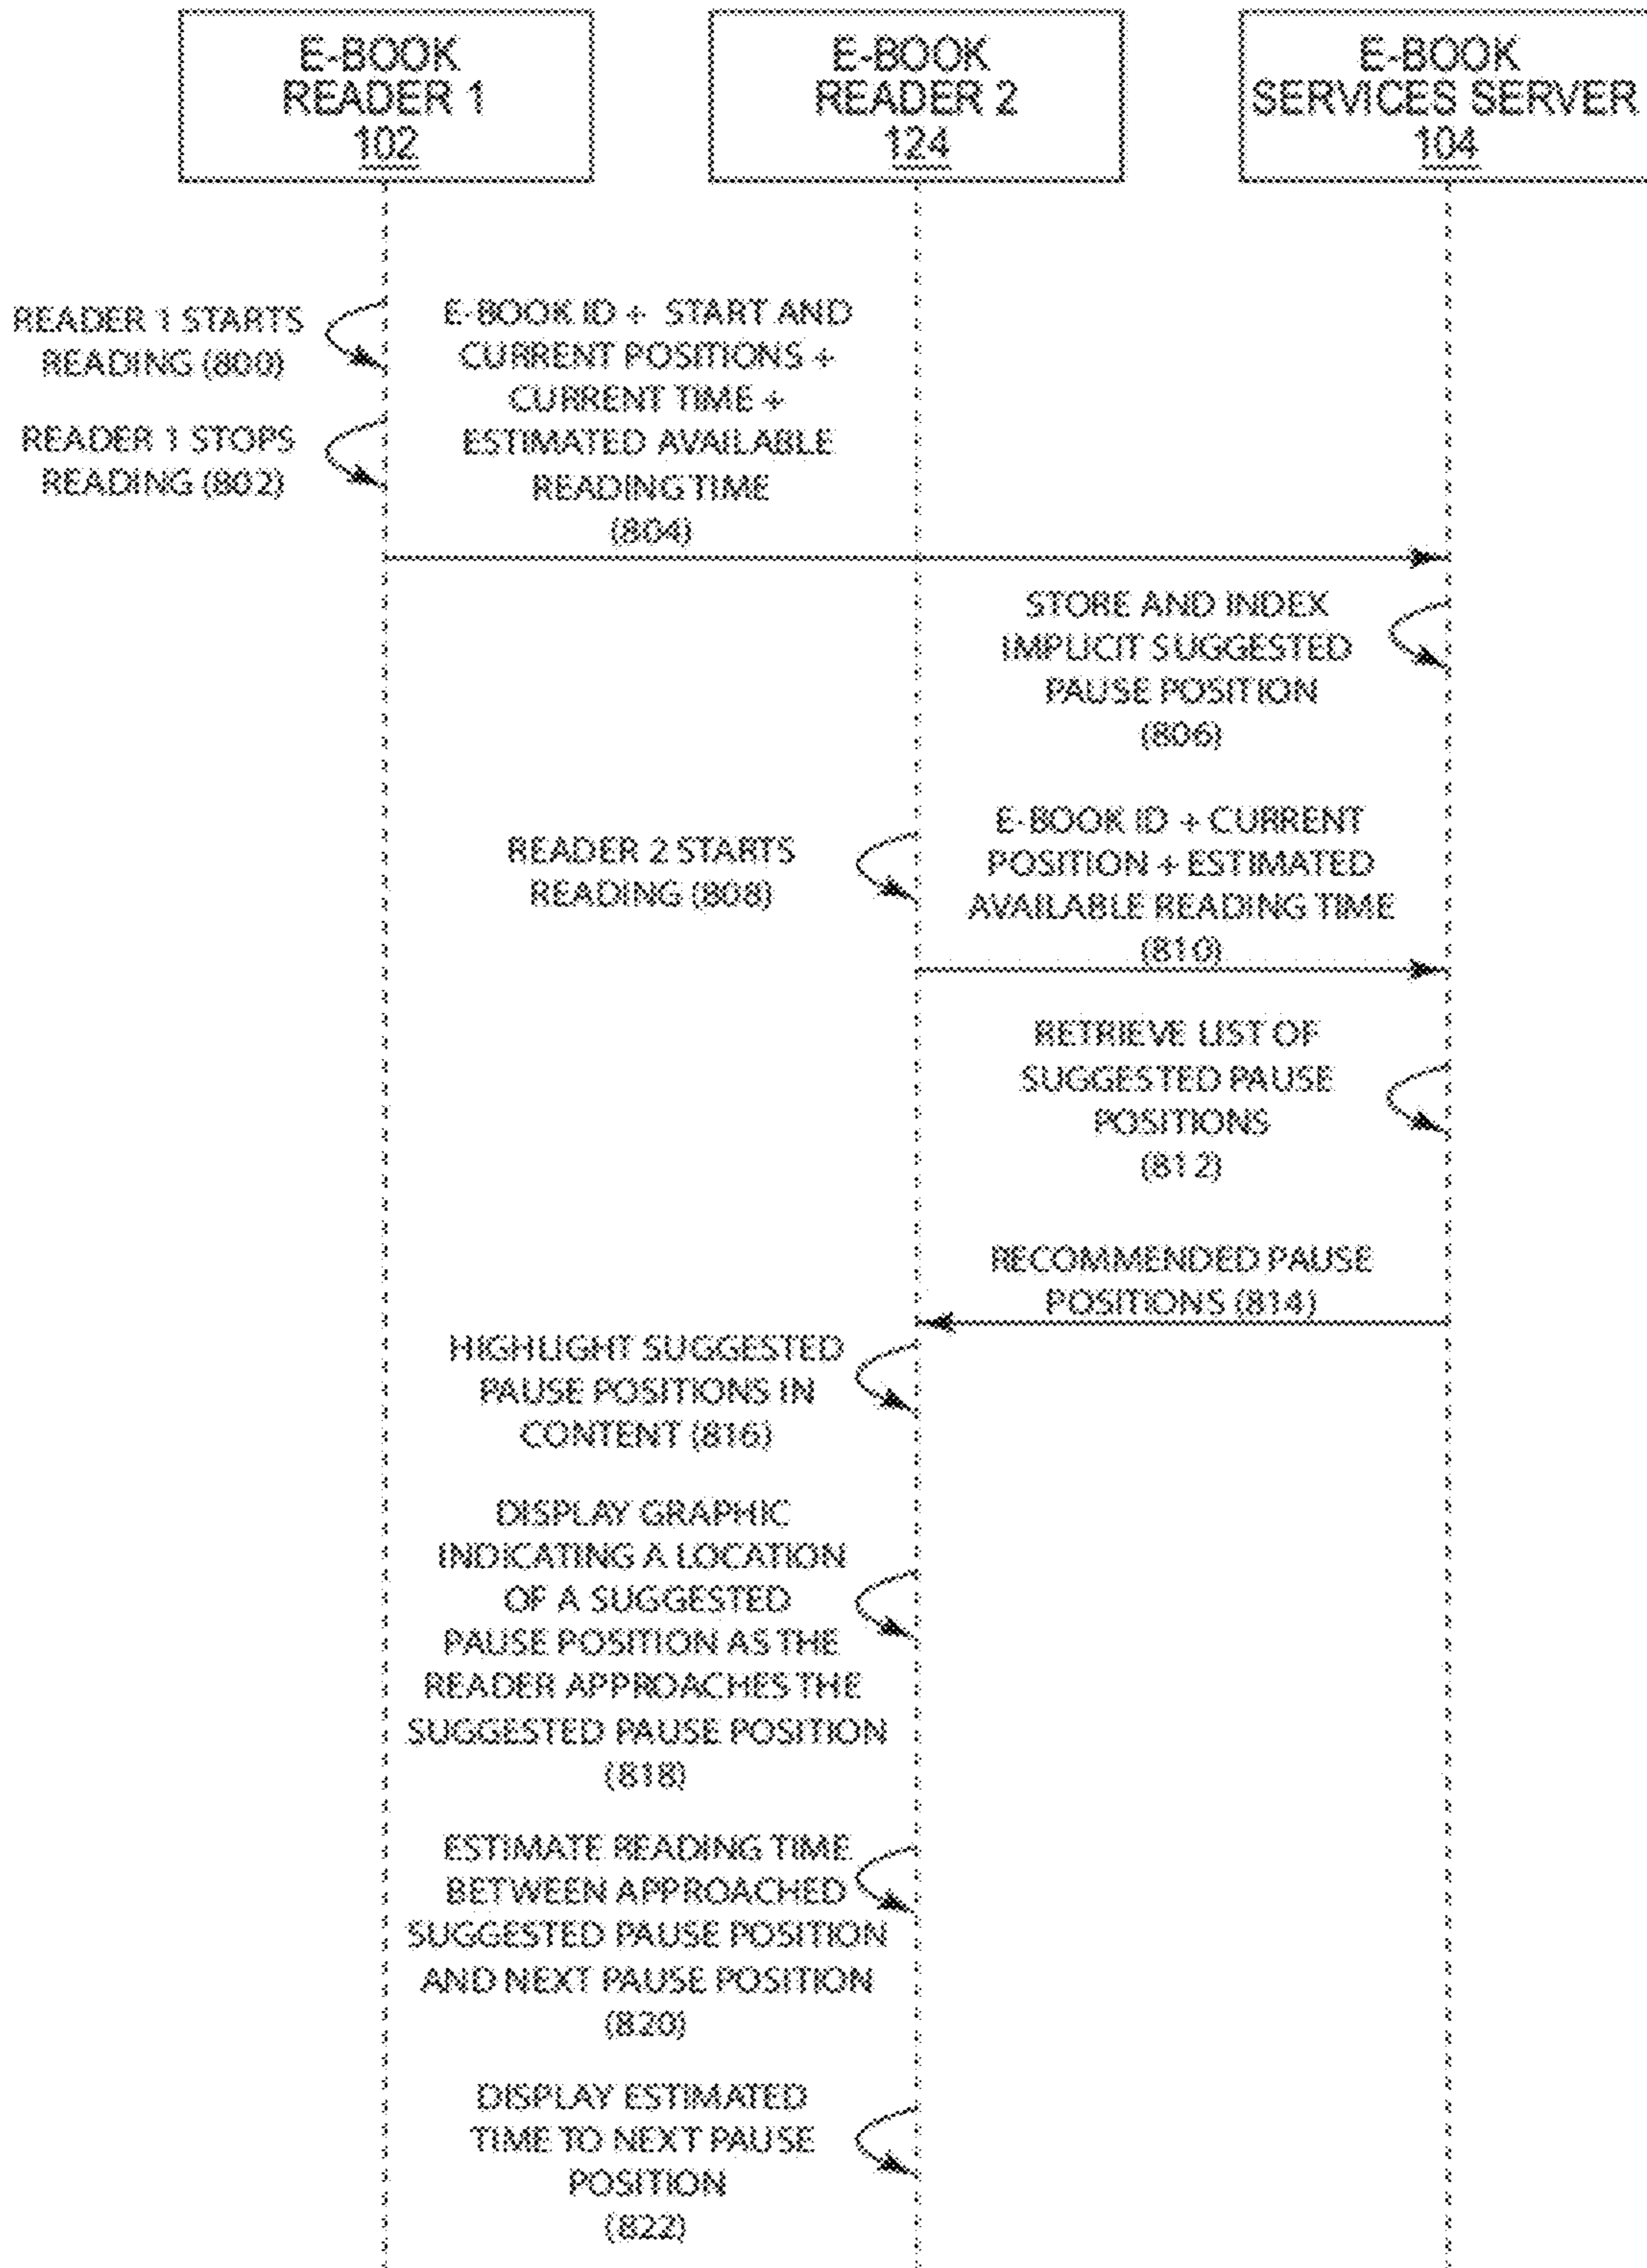 E-BOOK
READER 1
102
E-BOOK
READER 2
124
E-BOOK
SERVICES SERVER
104
READER 1 STARTS
READING (800)
READER 1 STOPS
READING (802)
E-BOOK ID + START AND
CURRENT POSITIONS +
CURRENT TIME +
ESTIMATED AVAILABLE
READING TIME
(804)
STORE AND INDEX
IMPLICIT SUGGESTED
PAUSE POSITION
(806)
READER 2 STARTS
READING (808)
E-BOOK ID + CURRENT
POSITION + ESTIMATED
AVAILABLE READING TIME
(810)
RETRIEVE LIST OF
SUGGESTED PAUSE
POSITIONS
(812)
RECOMMENDED PAUSE
POSITIONS (814)
HIGHLIGHT SUGGESTED
PAUSE POSITIONS IN
CONTENT (816)
DISPLAY GRAPHIC
INDICATING A LOCATION
OF A SUGGESTED
PAUSE POSITION AS THE
READER APPROACHES THE
SUGGESTED PAUSE POSITION
(818)
ESTIMATE READING TIME
BETWEEN APPROACHED
SUGGESTED PAUSE POSITION
AND NEXT PAUSE POSITION
(820)
DISPLAY ESTIMATED
TIME TO NEXT PAUSE
POSITION
(822)